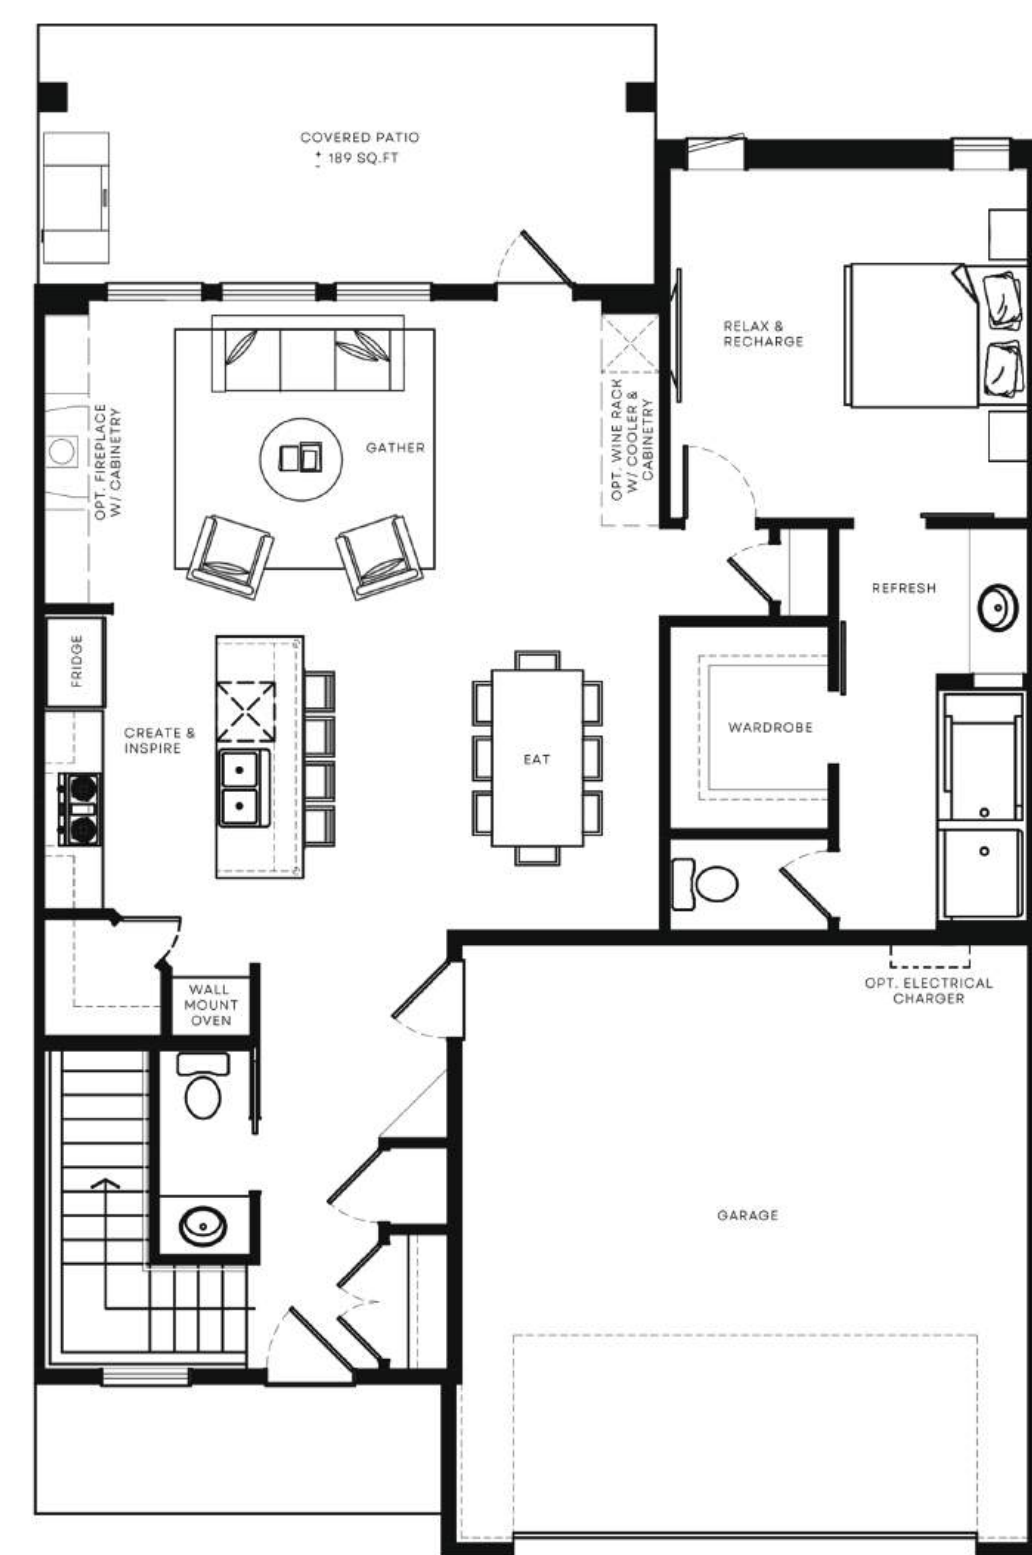 COVERED PATIO
± 189 SQ.FT
RELAX &
RECHARGE
OPT. FIREPLACE
W/ CABINETRY
GATHER
OPT. WINE RACK
W/ COOLER &
CABINETRY
REFRESH
FRIDGE
CREATE &
INSPIRE
EAT
WARDROBE
WALL
MOUNT
OVEN
OPT. ELECTRICAL
CHARGER
GARAGE